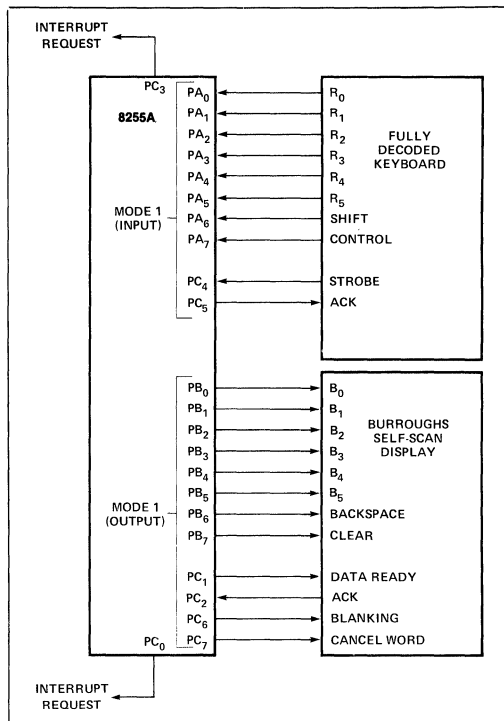 INTERRUPT
REQUEST
PC3
8255A
MODE 1
(INPUT)
PA0 R0
PA1 R1
PA2 R2
PA3 R3
PA4 R4
PA5 R5
PA6 SHIFT
PA7 CONTROL
PC4 STROBE
PC5 ACK
FULLY
DECODED
KEYBOARD
MODE 1
(OUTPUT)
PB0 B0
PB1 B1
PB2 B2
PB3 B3
PB4 B4
PB5 B5
PB6 BACKSPACE
PB7 CLEAR
PC1 DATA READY
PC2 ACK
PC6 BLANKING
PC7 CANCEL WORD
BURROUGHS
SELF-SCAN
DISPLAY
PC0
INTERRUPT
REQUEST